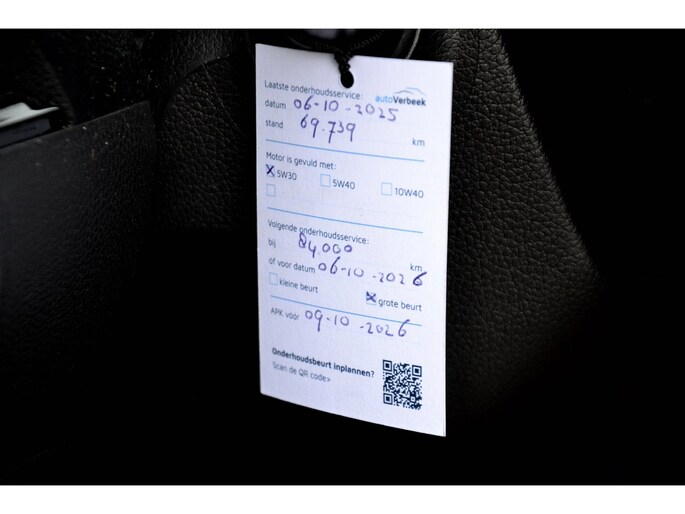 Laatste onderhoudsservice: autoVerbeek
datum 06-10-2025
stand 69.739 km
Motor is gevuld met:
5W30 5W40 10W40
Volgende onderhoudsservice:
bij 84.000 km
of voor datum 06-10-2026
kleine beurt grote beurt
APK vóór 09-10-2026
Onderhoudsbeurt inplannen?
Scan de QR code>